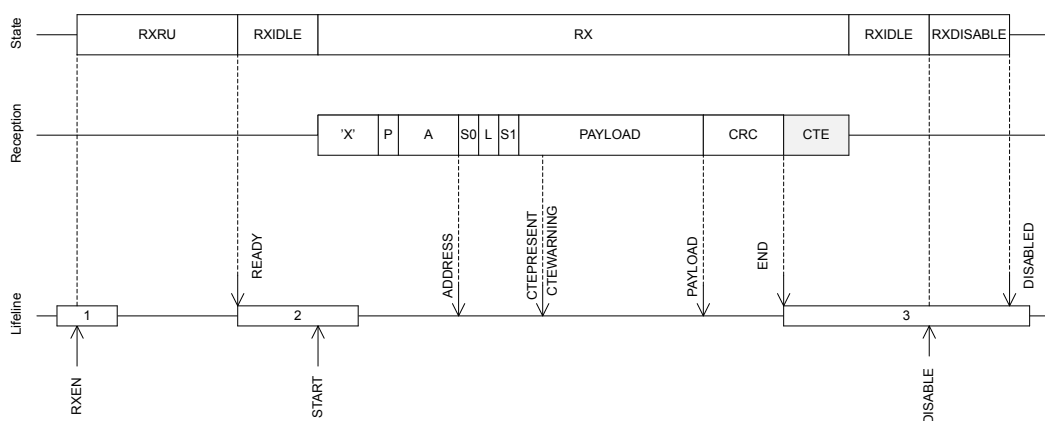 State
RXRU
RXIDLE
RX
RXIDLE
RXDISABLE
Reception
'X'
P
A
S0
L
S1
PAYLOAD
CRC
CTE
READY
ADDRESS
CTEPRESENT
CTEWARNING
PAYLOAD
END
DISABLED
Lifeline
1
2
3
RXEN
START
DISABLE